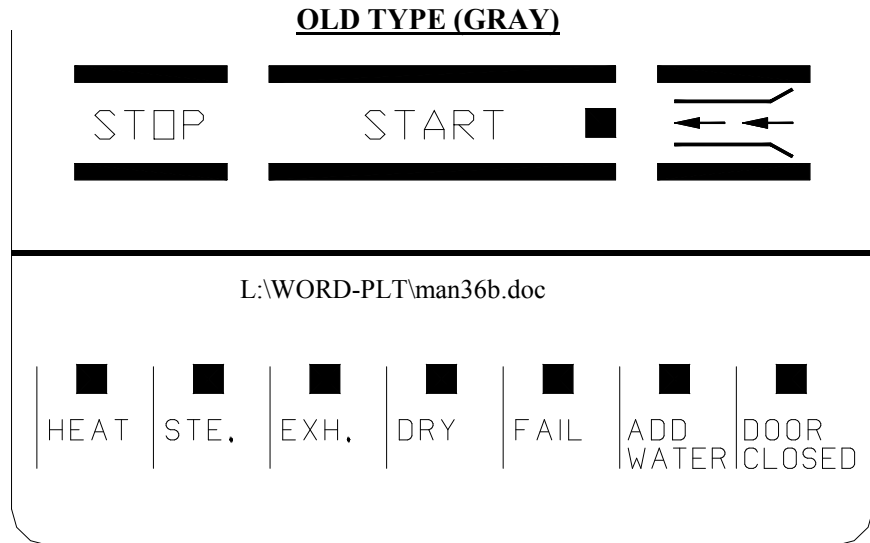 OLD TYPE (GRAY)
STOP START
L:\WORD-PLT\man36b.doc
HEAT STE. EXH. DRY FAIL ADD WATER DOOR CLOSED